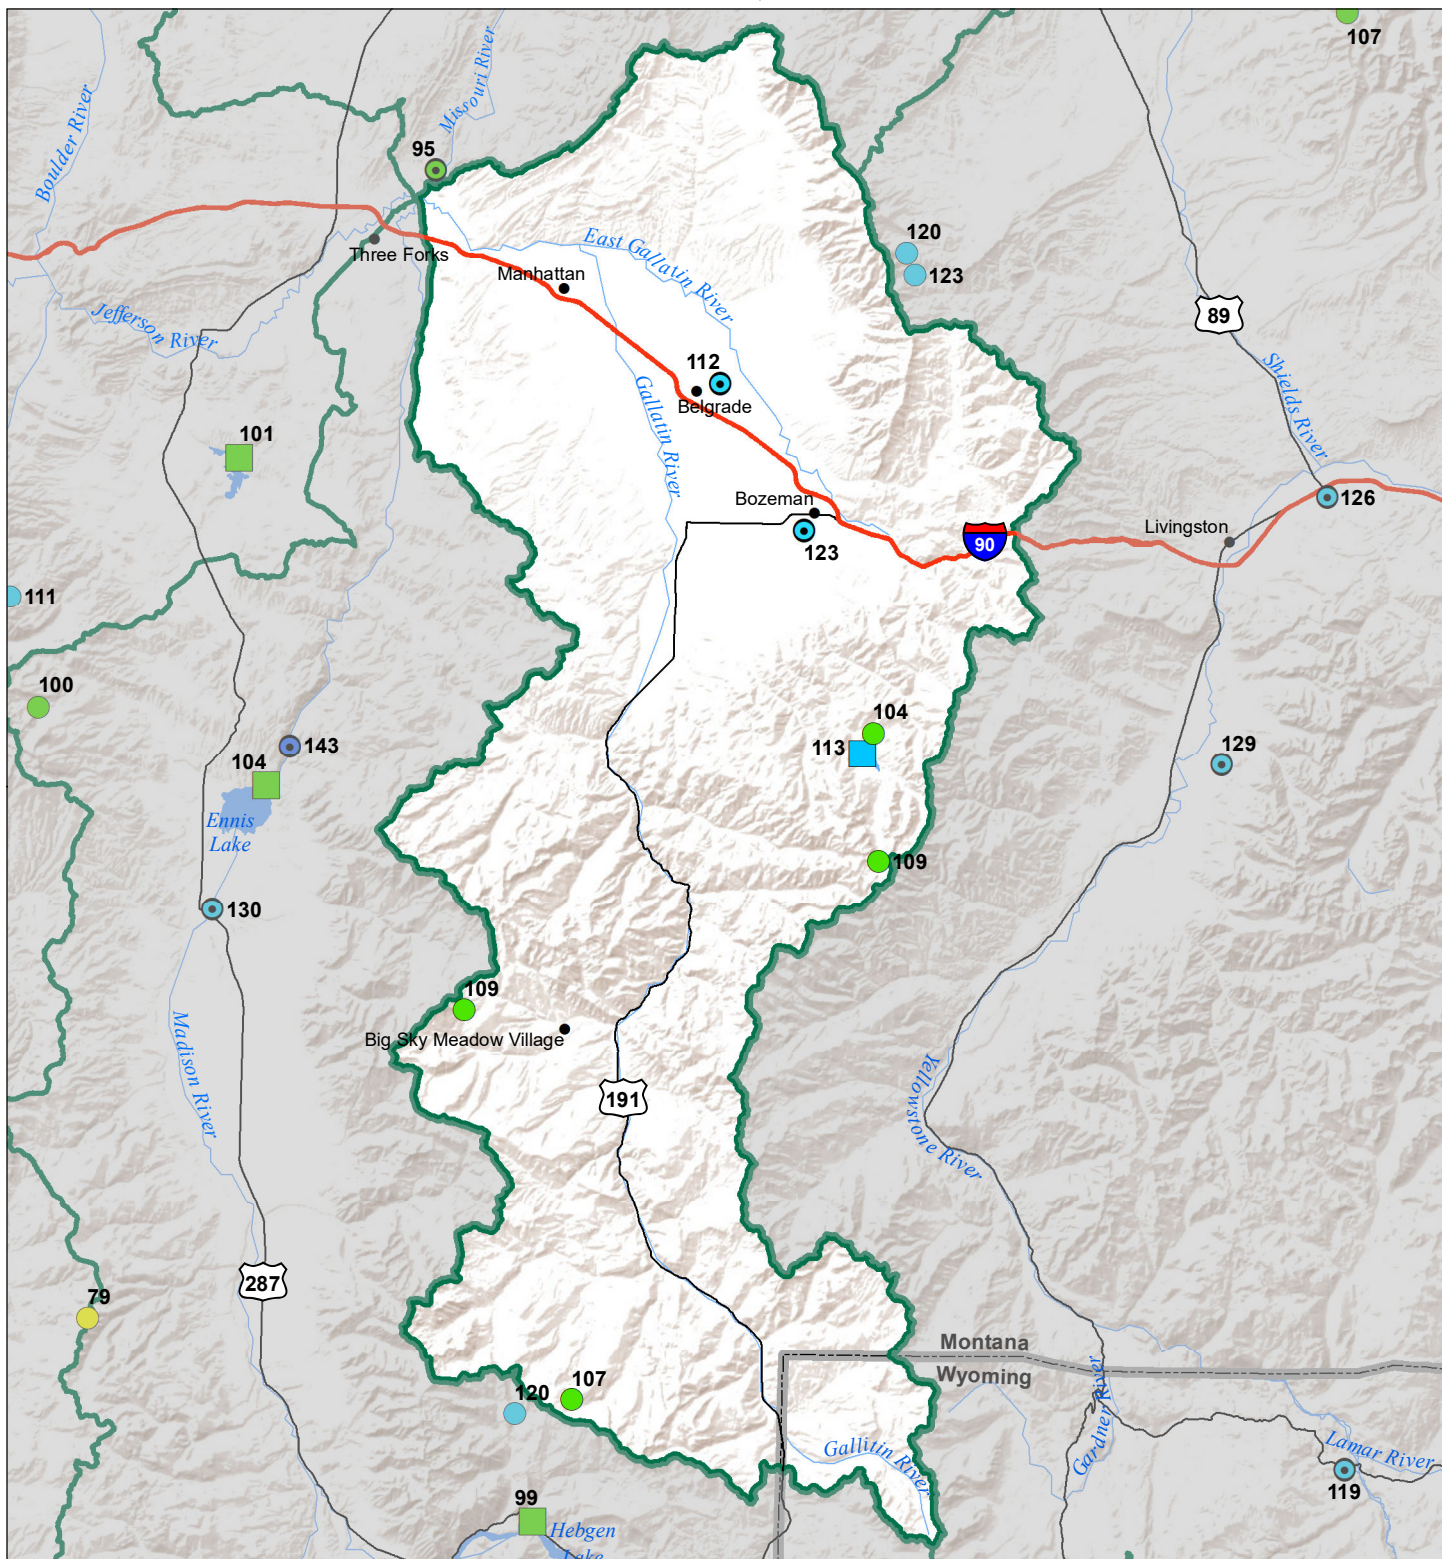 107
Missouri River
Boulder River
95
120
East Gallatin River
Three Forks
Manhattan
123
89
Jefferson River
112
Shields River
Gallatin River
Belgrade
101
Bozeman
126
Livingston
90
123
111
100
104
143
113
129
104
Ennis
Lake
109
130
109
Madison River
Big Sky Meadow Village
Yellowstone River
191
287
79
Montana
Wyoming
107
120
Gardner River
Gallitin River
Lamar River
119
99
Hebgen
Lake